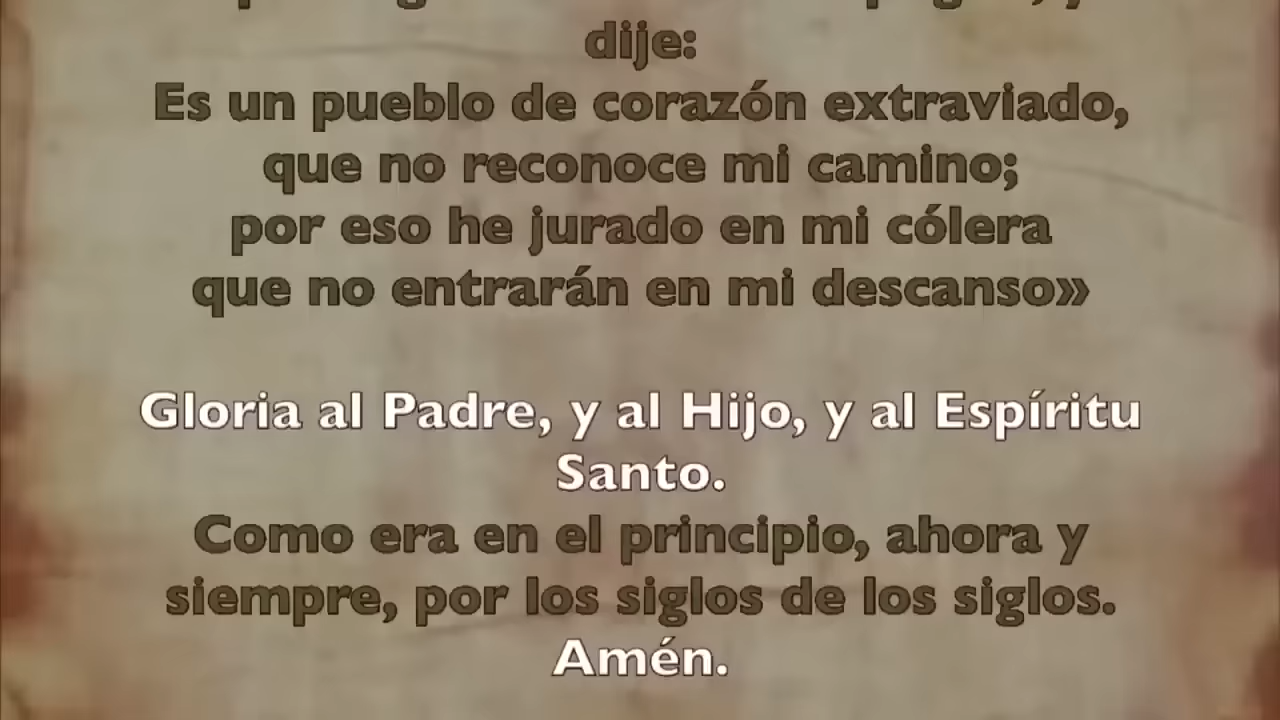 dije:
Es un pueblo de corazón extraviado,
que no reconoce mi camino;
por eso he jurado en mi cólera
que no entrarán en mi descanso»
Gloria al Padre, y al Hijo, y al Espíritu
Santo.
Como era en el principio, ahora y
siempre, por los siglos de los siglos.
Amén.